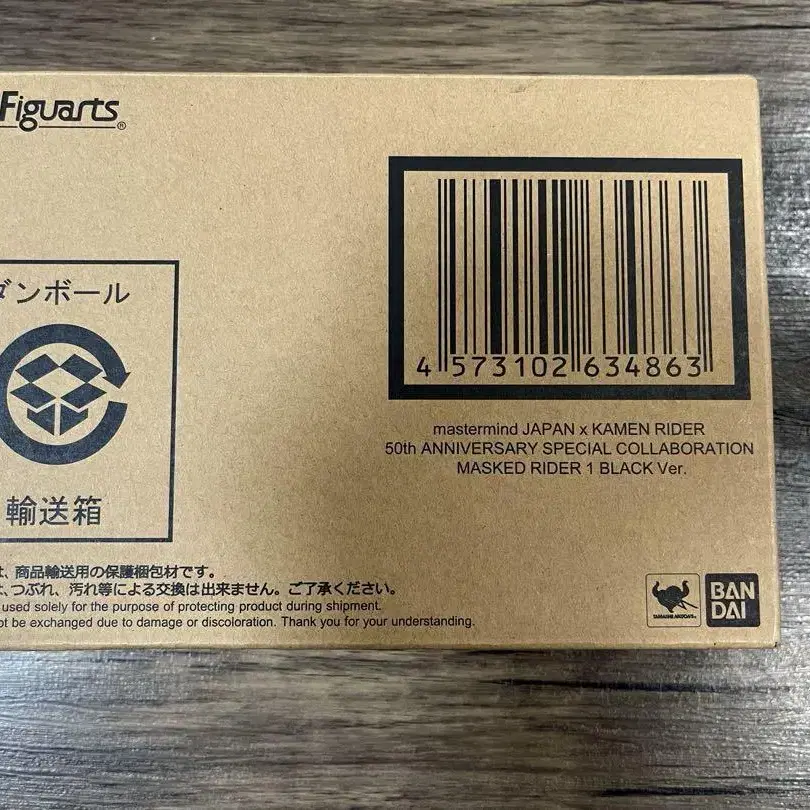 Figuarts®
ダンボール
輸送箱
は、商品輸送用の保護梱包材です。
、つぶれ、汚れ等による交換は出来ません。ご了承ください。
used solely for the purpose of protecting product during shipment.
ot be exchanged due to damage or discoloration. Thank you for your understanding.
4 573102 634863
mastermind JAPAN x KAMEN RIDER
50th ANNIVERSARY SPECIAL COLLABORATION
MASKED RIDER 1 BLACK Ver.
TAMASHII NATIONS
BAN
DAI